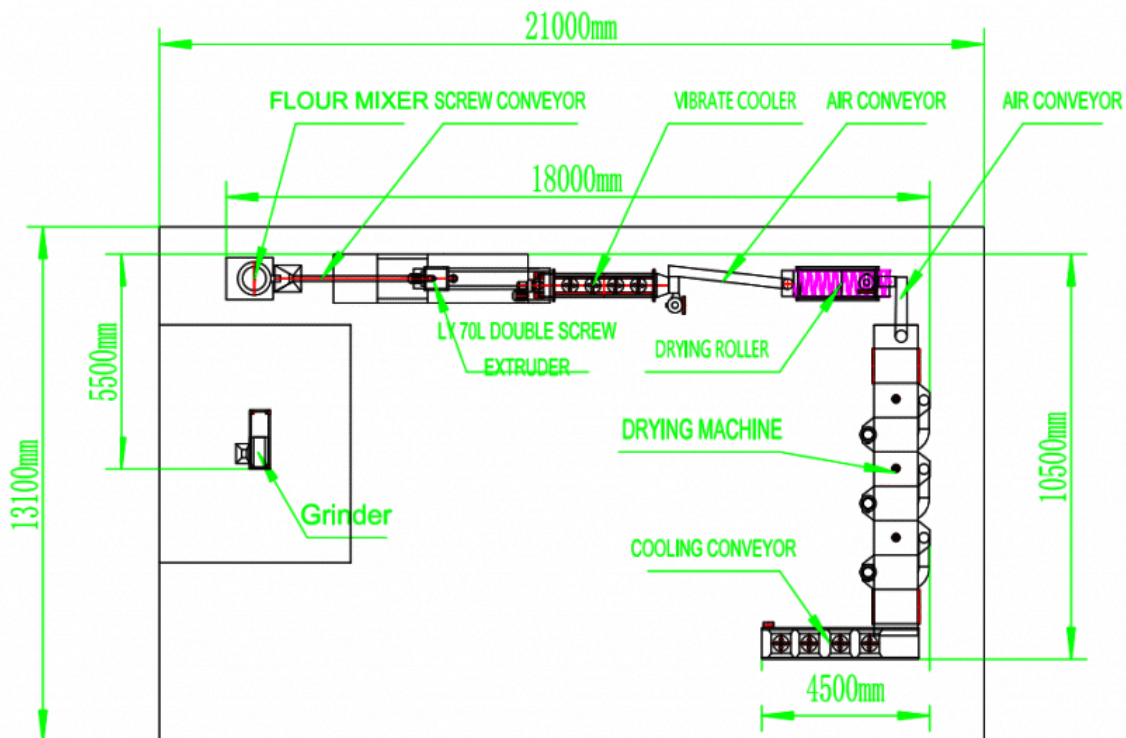 21000mm
FLOUR MIXER SCREW CONVEYOR
VIBRATE COOLER
AIR CONVEYOR
AIR CONVEYOR
18000mm
LY 70L DOUBLE SCREW
EXTRUDER
DRYING ROLLER
5500mm
13100mm
DRYING MACHINE
10500mm
Grinder
COOLING CONVEYOR
4500mm